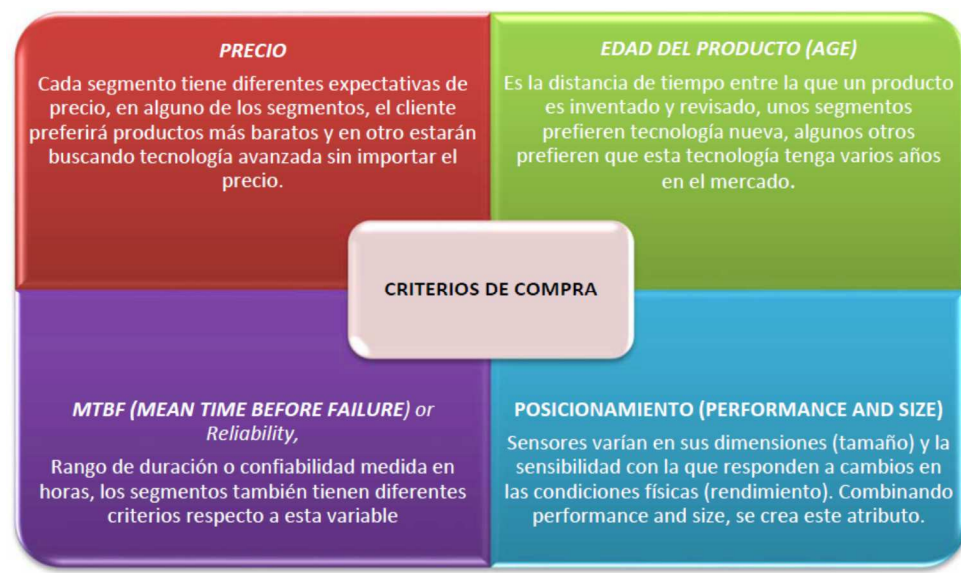 PRECIO
Cada segmento tiene diferentes expectativas de
precio, en alguno de los segmentos, el cliente
preferirá productos más baratos y en otro estarán
buscando tecnología avanzada sin importar el
precio.
EDAD DEL PRODUCTO (AGE)
Es la distancia de tiempo entre la que un producto
es inventado y revisado, unos segmentos
prefieren tecnología nueva, algunos otros
prefieren que esta tecnología tenga varios años
en el mercado.
CRITERIOS DE COMPRA
MTBF (MEAN TIME BEFORE FAILURE) or
Reliability,
Rango de duración o confiabilidad medida en
horas, los segmentos también tienen diferentes
criterios respecto a esta variable
POSICIONAMIENTO (PERFORMANCE AND SIZE)
Sensores varían en sus dimensiones (tamaño) y la
sensibilidad con la que responden a cambios en
las condiciones físicas (rendimiento). Combinando
performance and size, se crea este atributo.